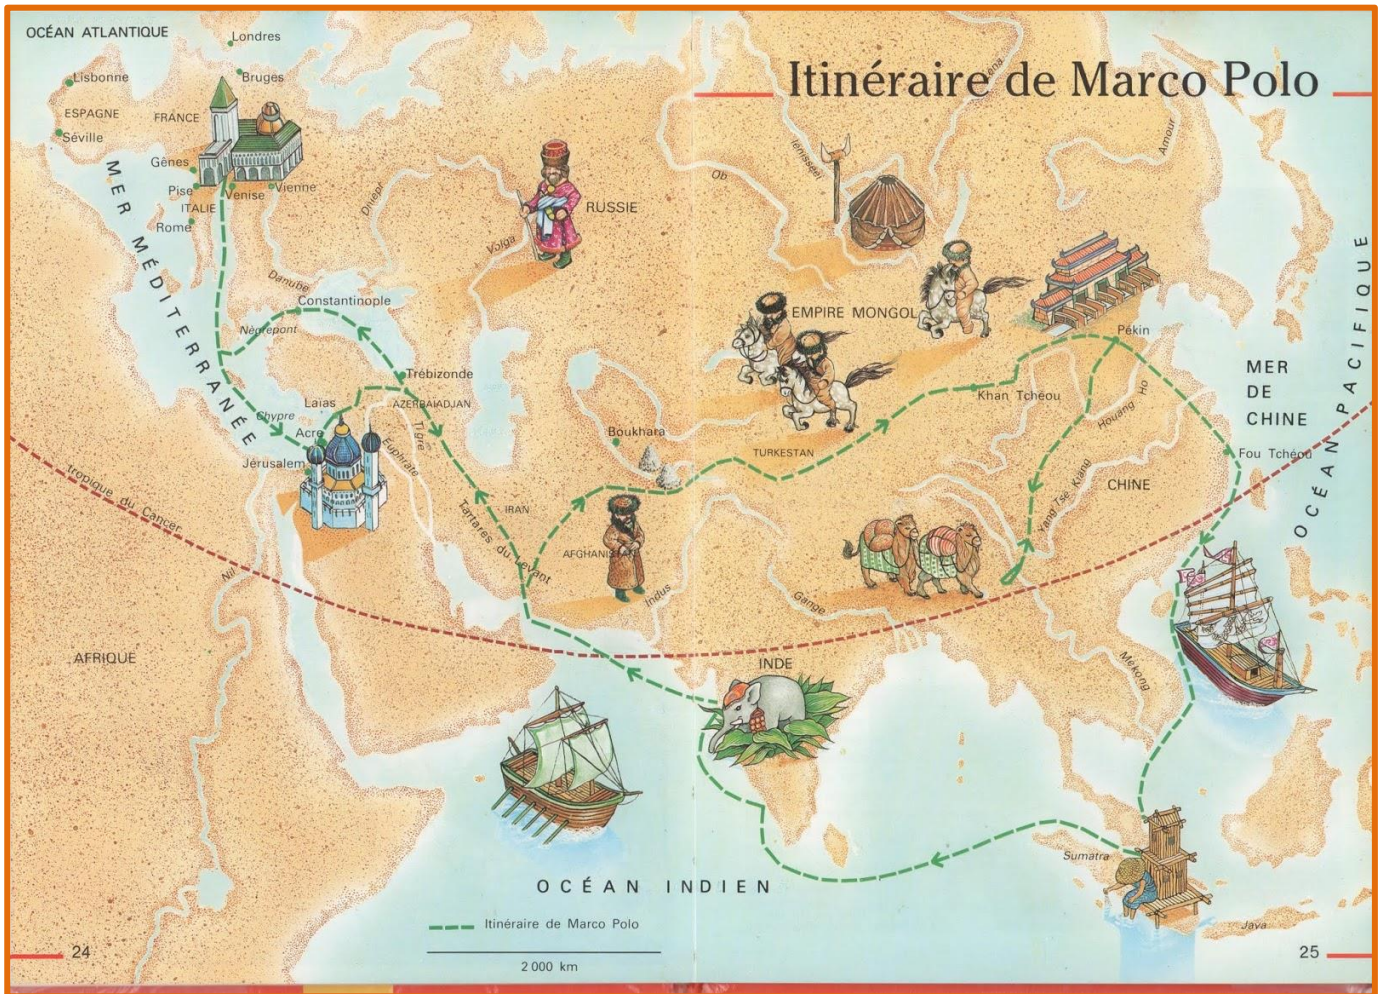 OCÉAN ATLANTIQUE
Londres
Itinéraire de Marco Polo
Lisbonne
Bruges
ESPAGNE
FRANCE
Séville
Gênes
Pise
Venise
Vienne
ITALIE
Rome
MER MÉDITERRANÉE
Dniepr
Volga
RUSSIE
Ob
Iénisseï
Léna
Amour
Danube
Constantinople
Nègrepont
EMPIRE MONGOL
Pékin
MER
DE
CHINE
OCÉAN PACIFIQUE
Trébizonde
AZERBAÏADJAN
Laïas
Chypre
Acre
Jérusalem
Tigre
Euphrate
Boukhara
TURKESTAN
Khan Tchéou
Houang Ho
Fou Tchéou
Yang Tsé Kiang
CHINE
tropique du Cancer
IRAN
Tartares du Levant
AFGHANISTAN
Nil
Indus
Gange
Mékong
AFRIQUE
INDE
Sumatra
Java
OCÉAN INDIEN
Itinéraire de Marco Polo
2 000 km
24
25